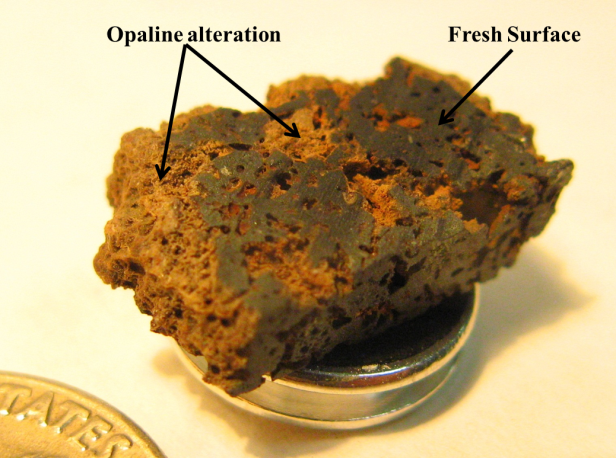 Opaline alteration
Fresh Surface
TATES